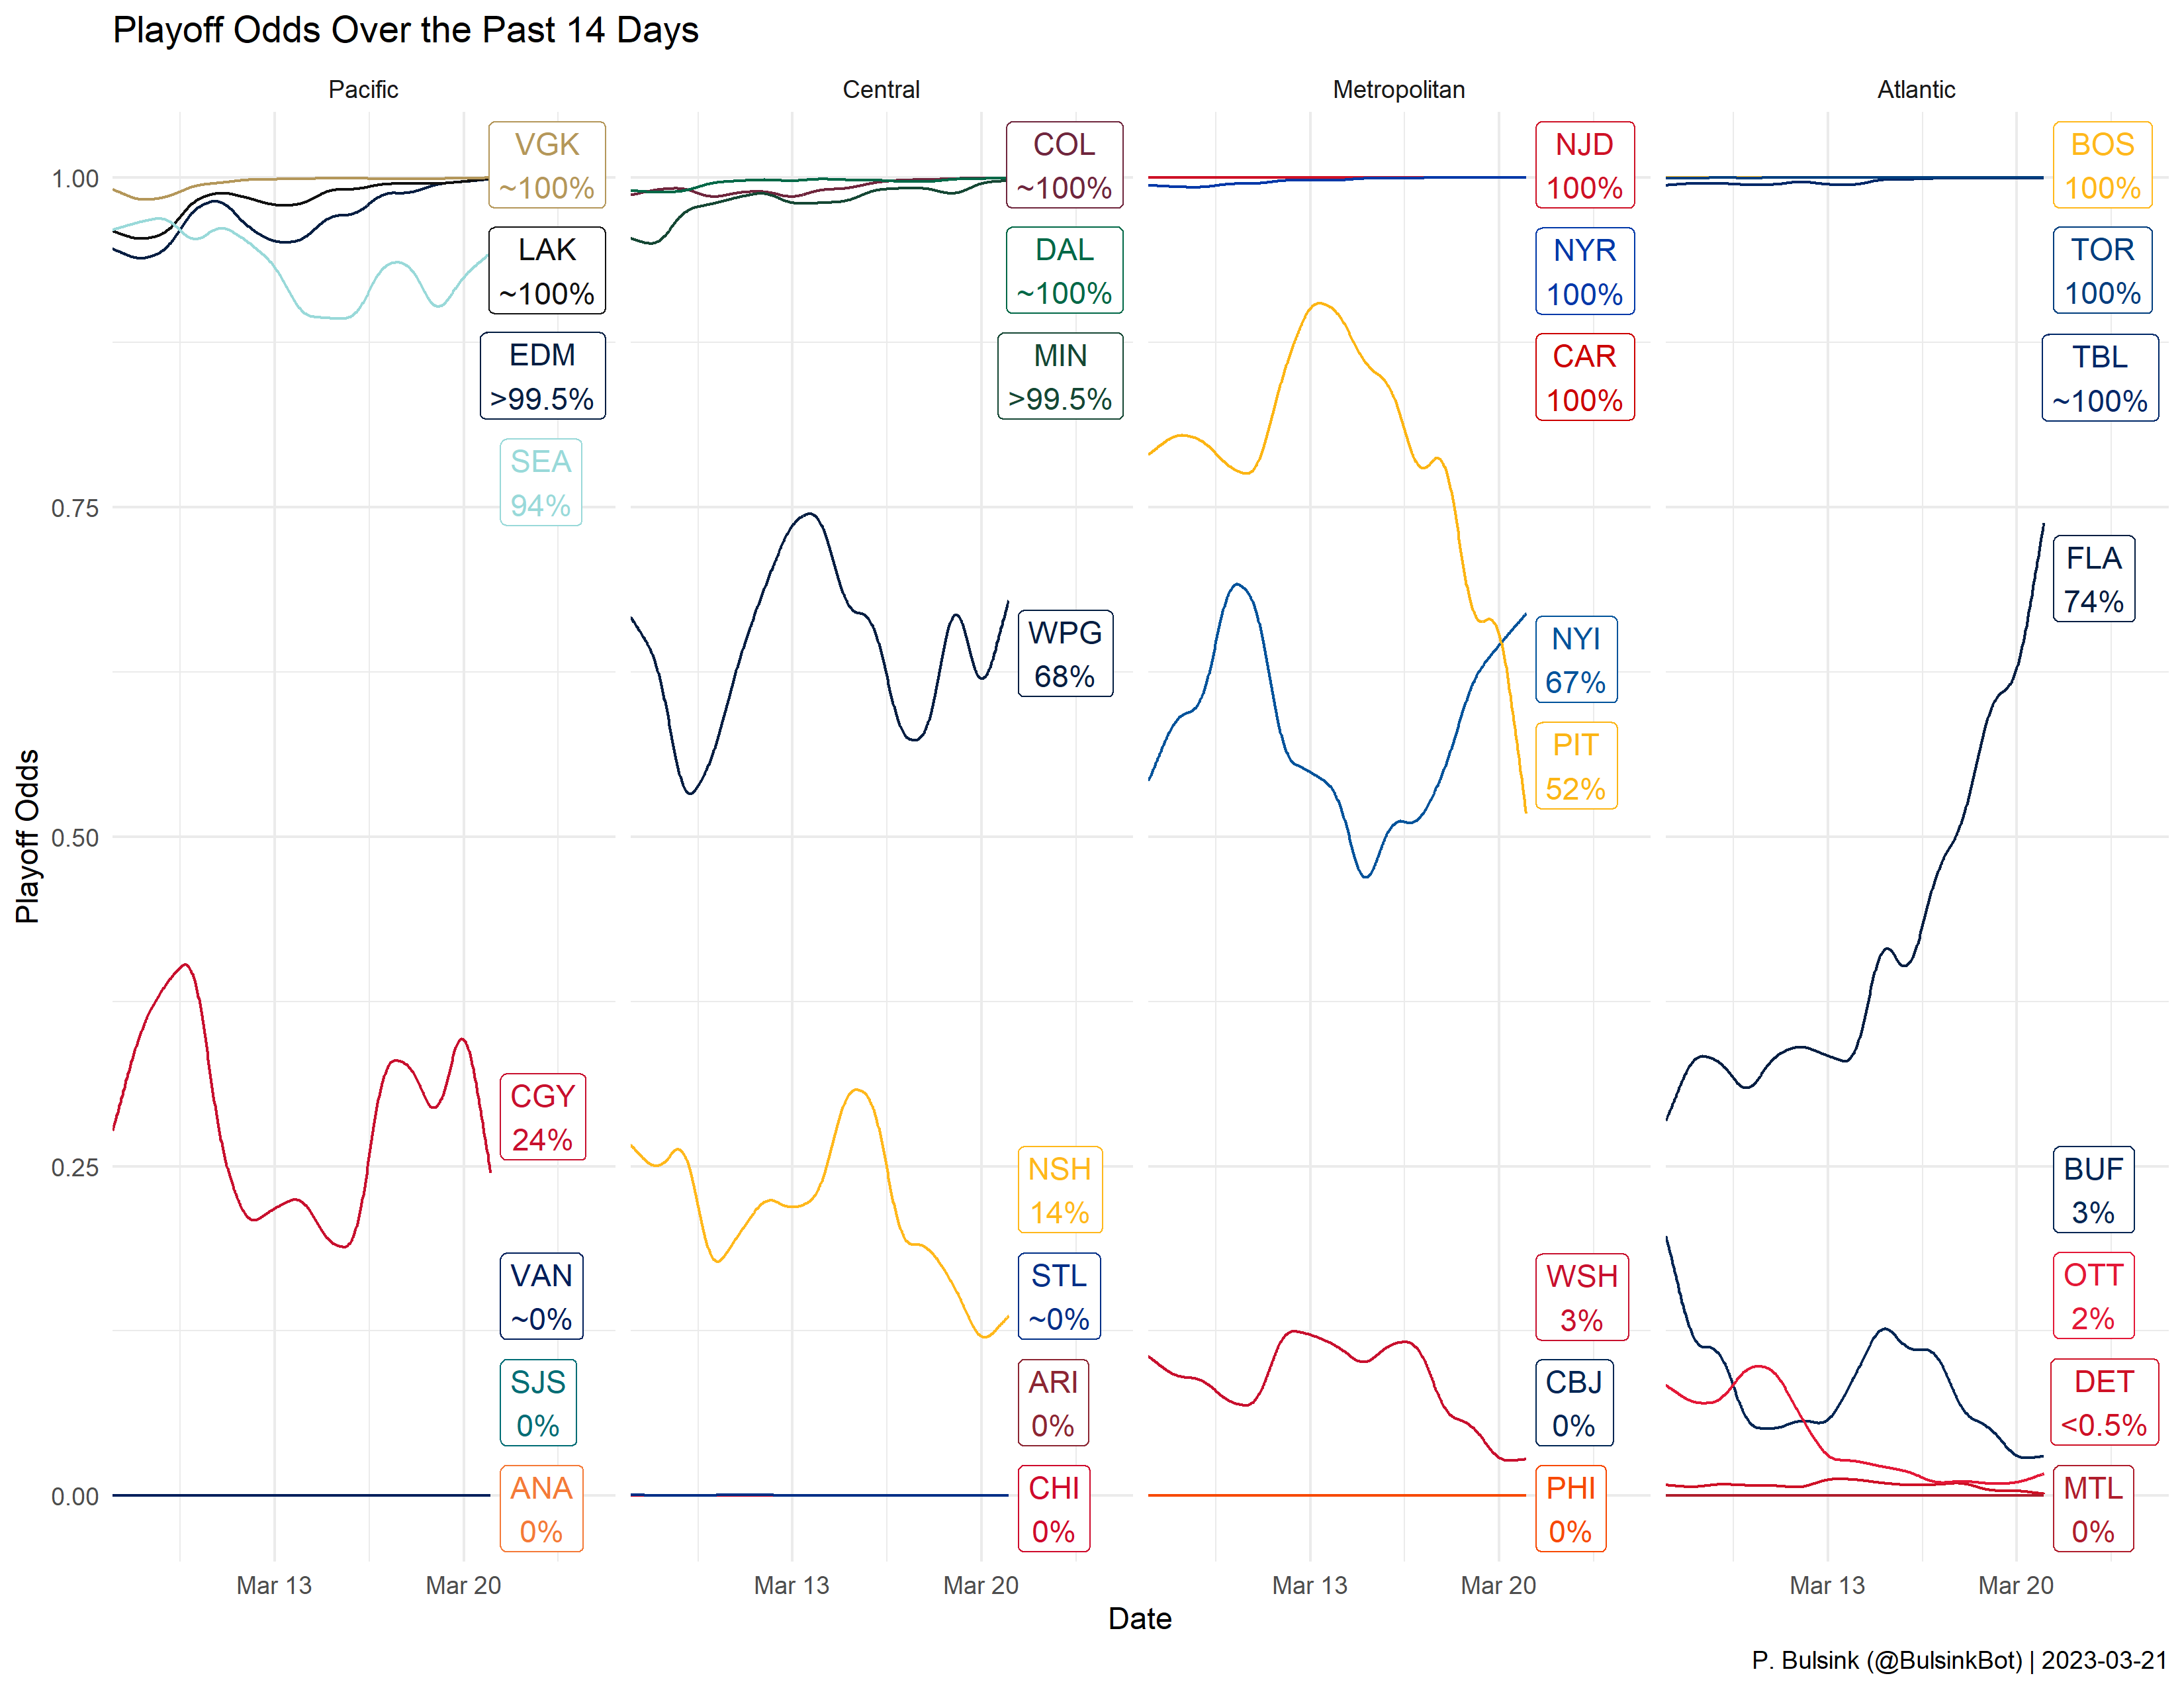 Playoff Odds Over the Past 14 Days
Pacific
Central
Metropolitan
Atlantic
Playoff Odds
1.00
0.75
0.50
0.25
0.00
VGK
~100%
LAK
~100%
EDM
>99.5%
SEA
94%
CGY
24%
VAN
~0%
SJS
0%
ANA
0%
COL
~100%
DAL
~100%
MIN
>99.5%
WPG
68%
NSH
14%
STL
~0%
ARI
0%
CHI
0%
NJD
100%
NYR
100%
CAR
100%
NYI
67%
PIT
52%
WSH
3%
CBJ
0%
PHI
0%
BOS
100%
TOR
100%
TBL
~100%
FLA
74%
BUF
3%
OTT
2%
DET
<0.5%
MTL
0%
Mar 13
Mar 20
Mar 13
Mar 20
Mar 13
Mar 20
Mar 13
Mar 20
Date
P. Bulsink (@BulsinkBot) | 2023-03-21